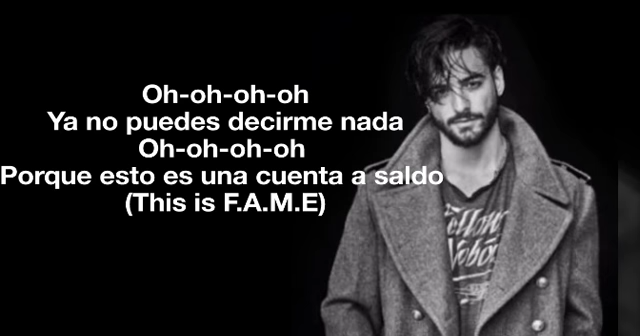 Oh-oh-oh-oh
Ya no puedes decirme nada
Oh-oh-oh-oh
Porque esto es una cuenta a saldo
(This is F.A.M.E)